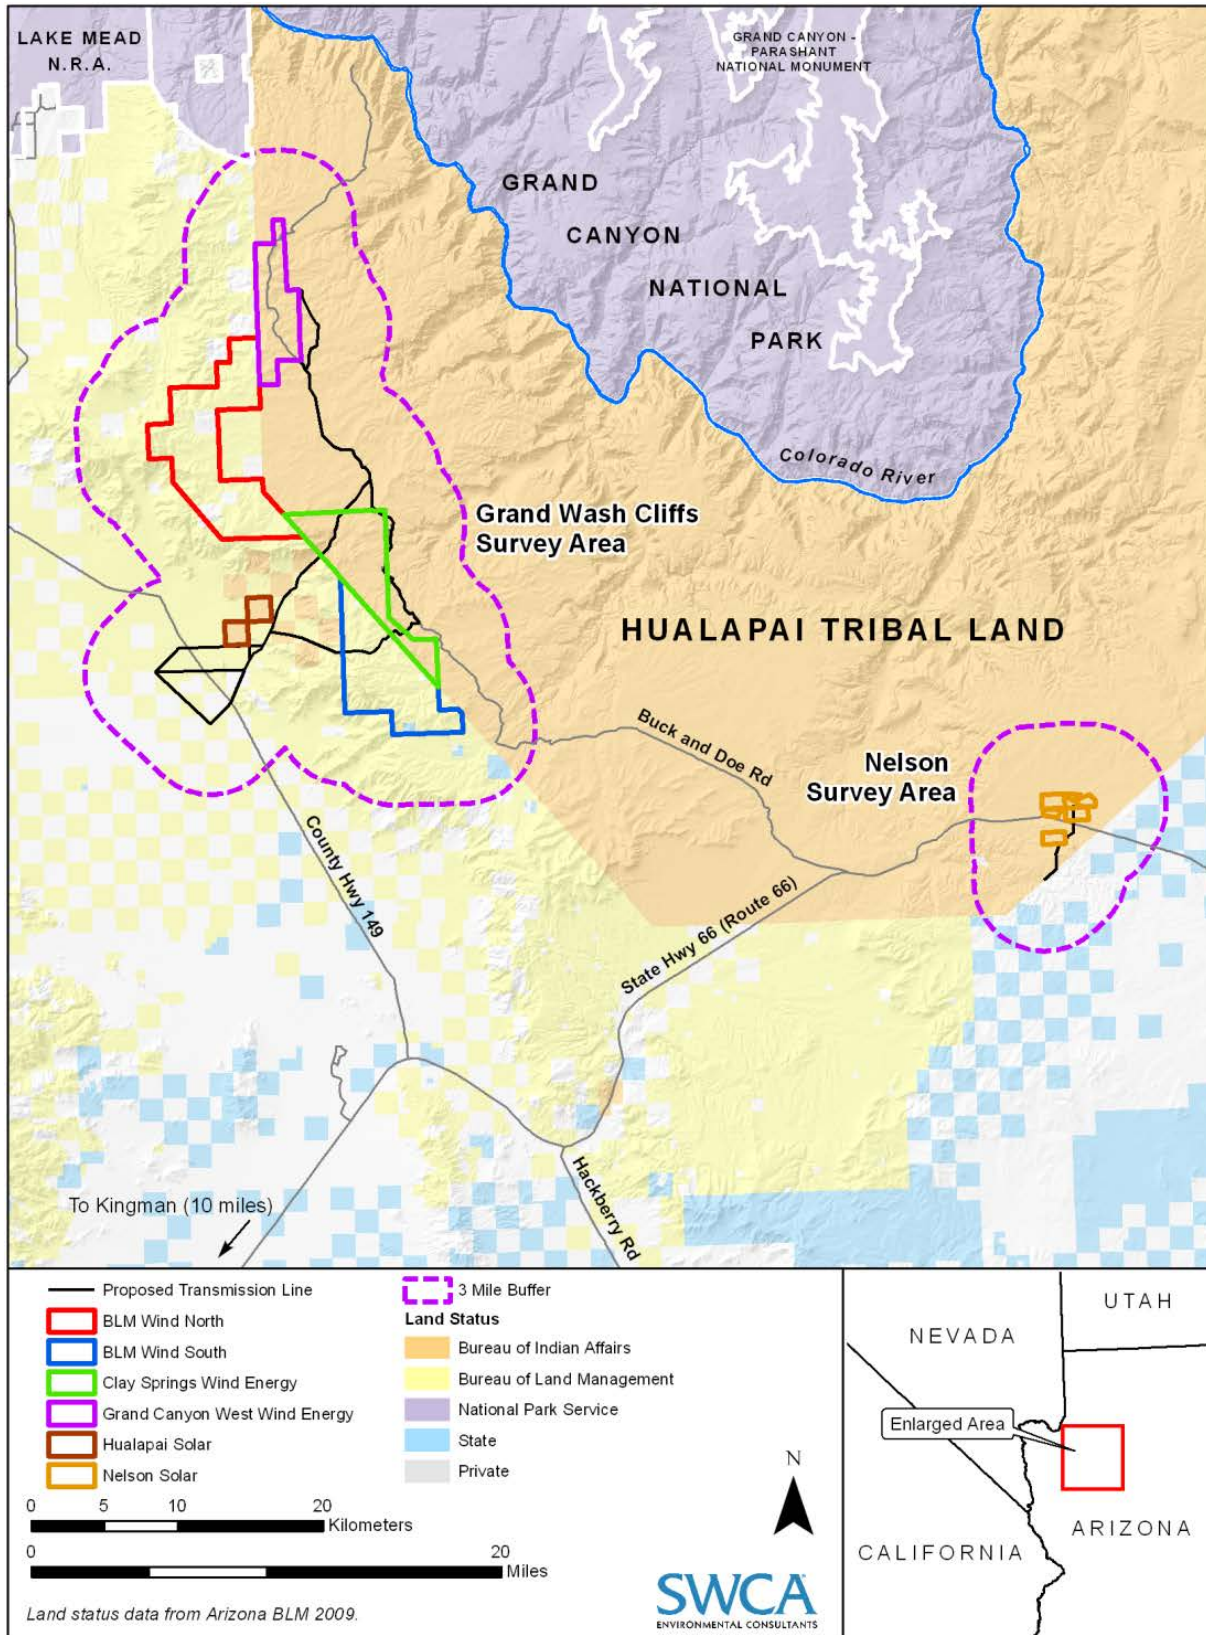 LAKE MEAD
N.R.A.
GRAND CANYON -
PARASHANT
NATIONAL MONUMENT
GRAND
CANYON
NATIONAL
PARK
Colorado River
Grand Wash Cliffs
Survey Area
HUALAPAI TRIBAL LAND
Buck and Doe Rd
Nelson
Survey Area
County Hwy 149
State Hwy 66 (Route 66)
Hackberry Rd
To Kingman (10 miles)
Proposed Transmission Line
BLM Wind North
BLM Wind South
Clay Springs Wind Energy
Grand Canyon West Wind Energy
Hualapai Solar
Nelson Solar
3 Mile Buffer
Land Status
Bureau of Indian Affairs
Bureau of Land Management
National Park Service
State
Private
0 5 10 20
Kilometers
0 20
Miles
Land status data from Arizona BLM 2009.
N
SWCA
ENVIRONMENTAL CONSULTANTS
UTAH
NEVADA
Enlarged Area
ARIZONA
CALIFORNIA